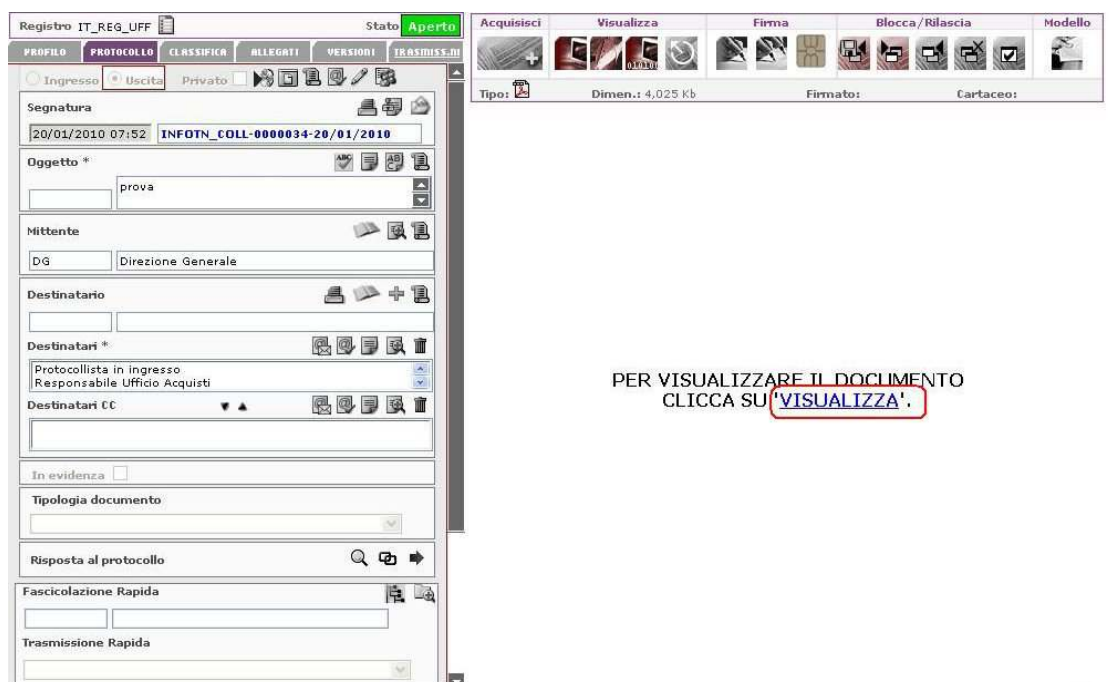 Registro IT_REG_UFF Stato Aperto
PROFILO PROTOCOLLO CLASSIFICA ALLEGATI VERSIONI TRASMISS.NI
Ingresso Uscita Privato
Segnatura
20/01/2010 07:52 INFOTN_COLL-0000034-20/01/2010
Oggetto *
prova
Mittente
DG Direzione Generale
Destinatario
Destinatari *
Protocollista in ingresso
Responsabile Ufficio Acquisti
Destinatari CC
In evidenza
Tipologia documento
Risposta al protocollo
Fascicolazione Rapida
Trasmissione Rapida
Acquisisci Visualizza Firma Blocca/Rilascia Modello
Tipo: Dimen.: 4,025 Kb Firmato: Cartaceo:
PER VISUALIZZARE IL DOCUMENTO
CLICCA SU 'VISUALIZZA'.